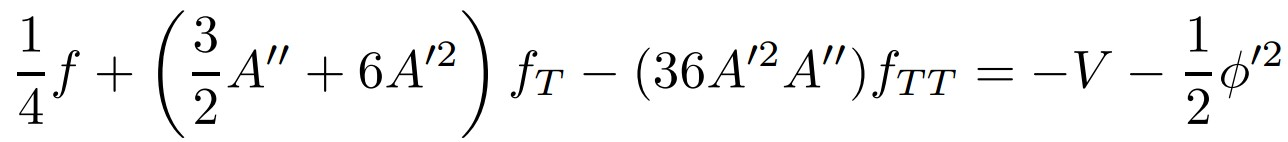 \frac{1}{4}f + \left(\frac{3}{2}A'' + 6A'^2\right) f_T - (36A'^2 A'')f_{TT} = -V - \frac{1}{2}\phi'^2